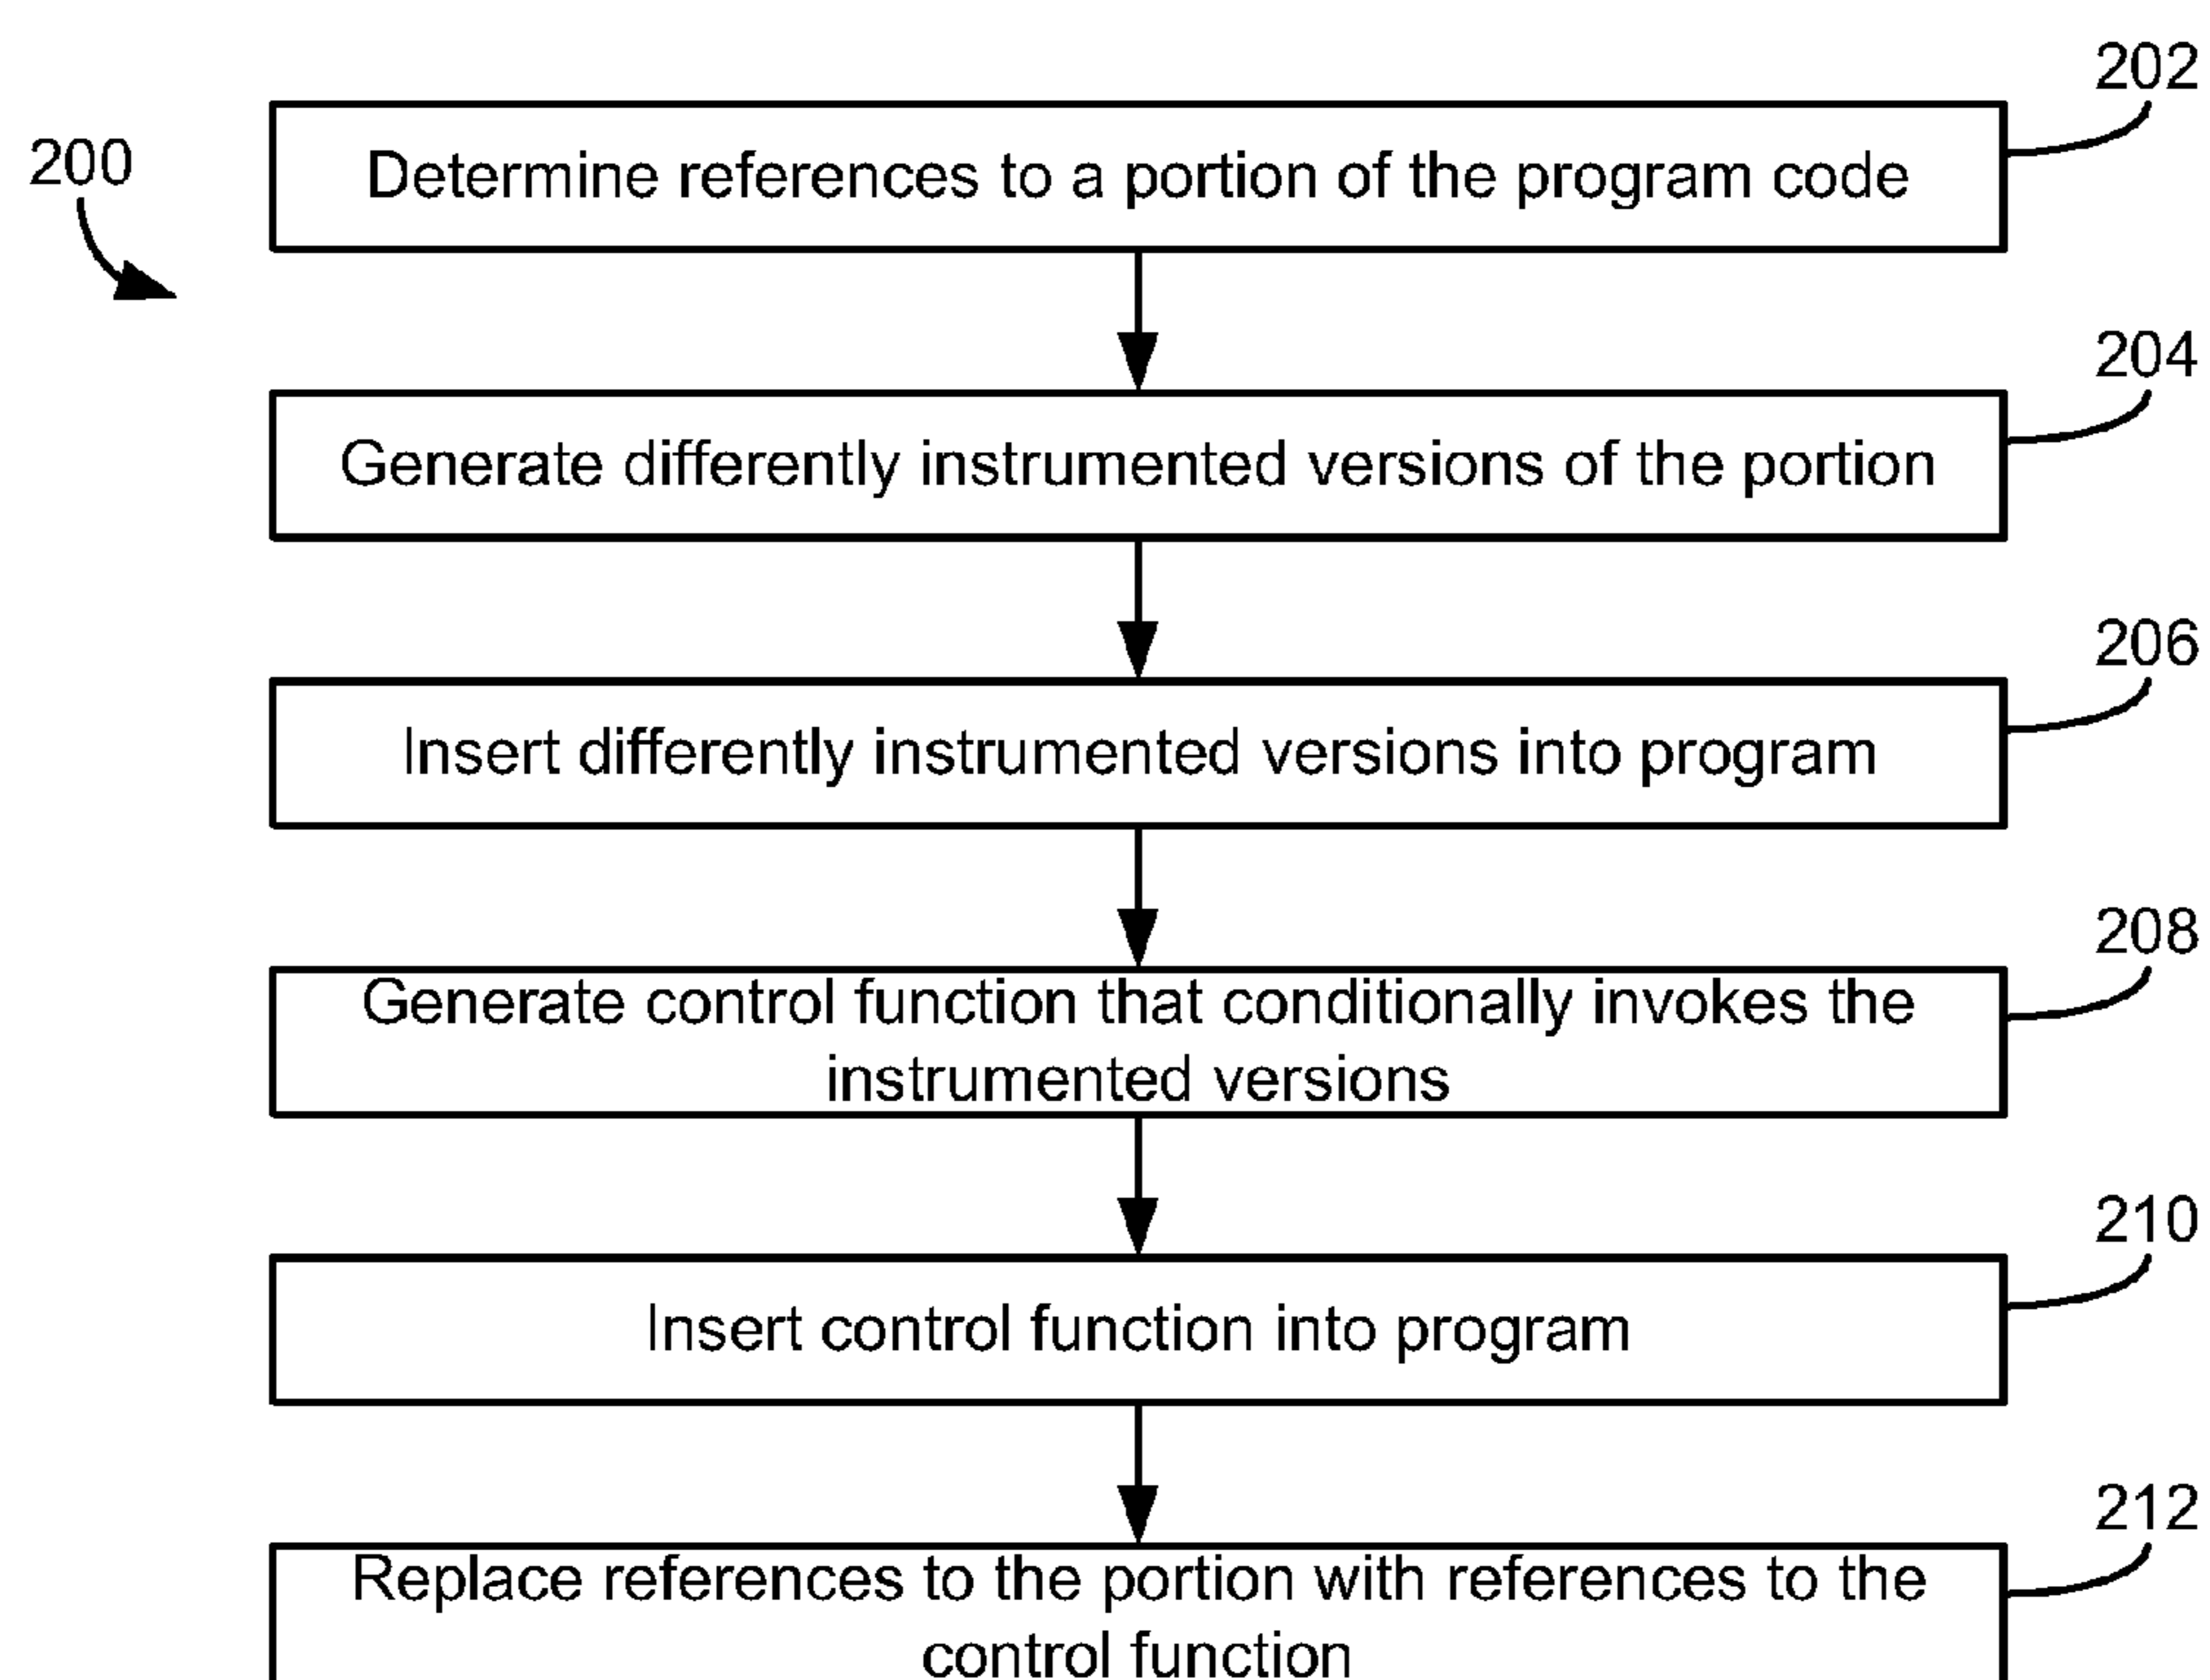 202
200
Determine references to a portion of the program code
204
Generate differently instrumented versions of the portion
206
Insert differently instrumented versions into program
208
Generate control function that conditionally invokes the
instrumented versions
210
Insert control function into program
212
Replace references to the portion with references to the
control function